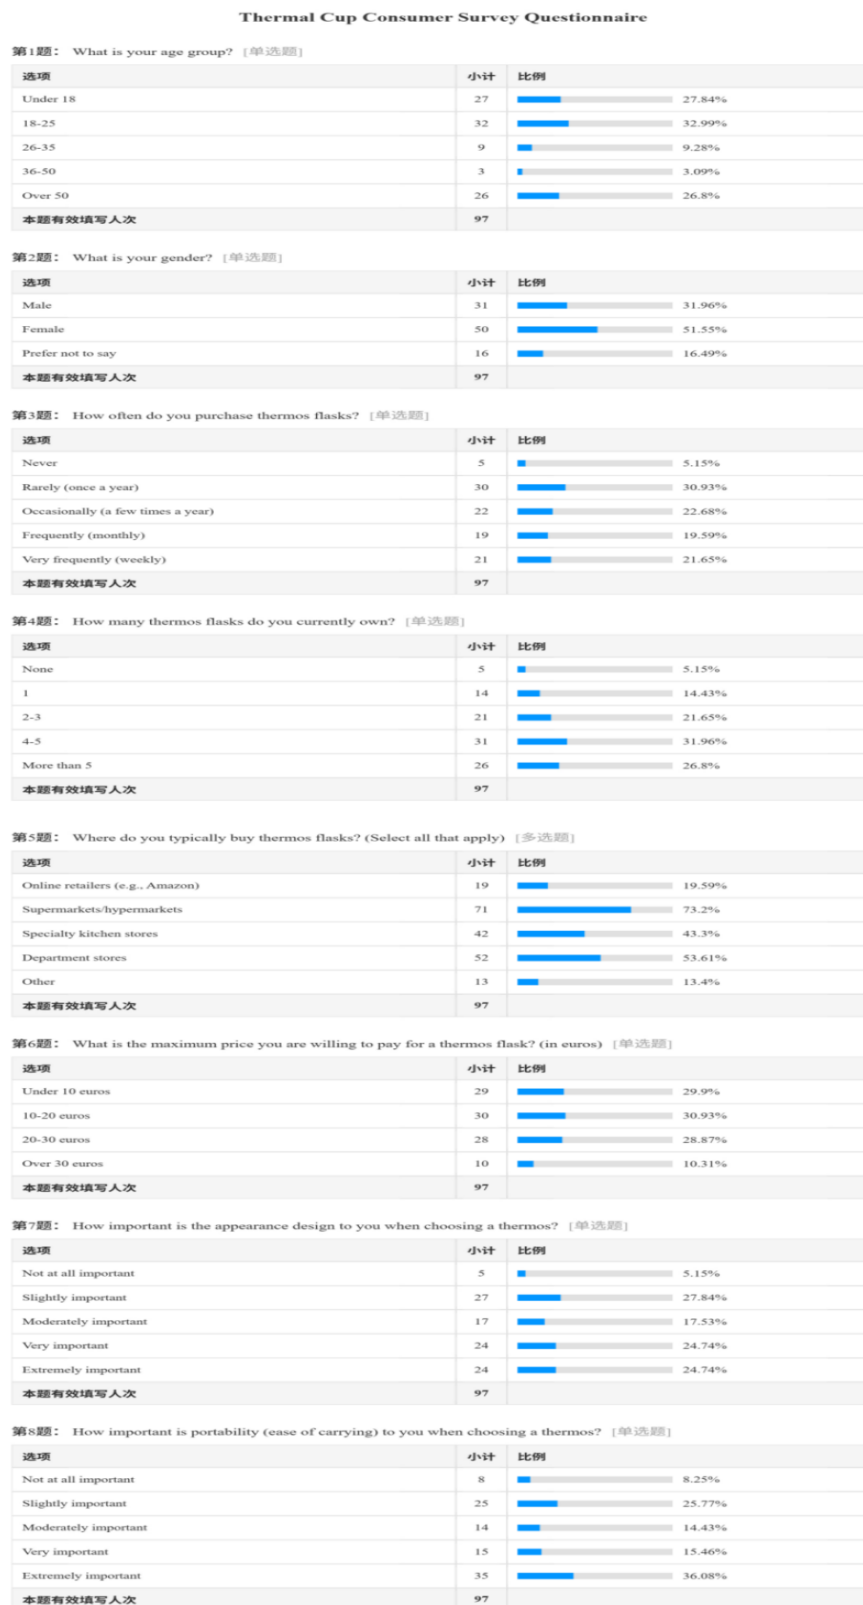 Thermal Cup Consumer Survey Questionnaire
第1题： What is your age group? [单选题]
选项 小计 比例
Under 18 27 27.84%
18-25 32 32.99%
26-35 9 9.28%
36-50 3 3.09%
Over 50 26 26.8%
本题有效填写人次 97
第2题： What is your gender? [单选题]
选项 小计 比例
Male 31 31.96%
Female 50 51.55%
Prefer not to say 16 16.49%
本题有效填写人次 97
第3题： How often do you purchase thermos flasks? [单选题]
选项 小计 比例
Never 5 5.15%
Rarely (once a year) 30 30.93%
Occasionally (a few times a year) 22 22.68%
Frequently (monthly) 19 19.59%
Very frequently (weekly) 21 21.65%
本题有效填写人次 97
第4题： How many thermos flasks do you currently own? [单选题]
选项 小计 比例
None 5 5.15%
1 14 14.43%
2-3 21 21.65%
4-5 31 31.96%
More than 5 26 26.8%
本题有效填写人次 97
第5题： Where do you typically buy thermos flasks? (Select all that apply) [多选题]
选项 小计 比例
Online retailers (e.g., Amazon) 19 19.59%
Supermarkets/hypermarkets 71 73.2%
Specialty kitchen stores 42 43.3%
Department stores 52 53.61%
Other 13 13.4%
本题有效填写人次 97
第6题： What is the maximum price you are willing to pay for a thermos flask? (in euros) [单选题]
选项 小计 比例
Under 10 euros 29 29.9%
10-20 euros 30 30.93%
20-30 euros 28 28.87%
Over 30 euros 10 10.31%
本题有效填写人次 97
第7题： How important is the appearance design to you when choosing a thermos? [单选题]
选项 小计 比例
Not at all important 5 5.15%
Slightly important 27 27.84%
Moderately important 17 17.53%
Very important 24 24.74%
Extremely important 24 24.74%
本题有效填写人次 97
第8题： How important is portability (ease of carrying) to you when choosing a thermos? [单选题]
选项 小计 比例
Not at all important 8 8.25%
Slightly important 25 25.77%
Moderately important 14 14.43%
Very important 15 15.46%
Extremely important 35 36.08%
本题有效填写人次 97